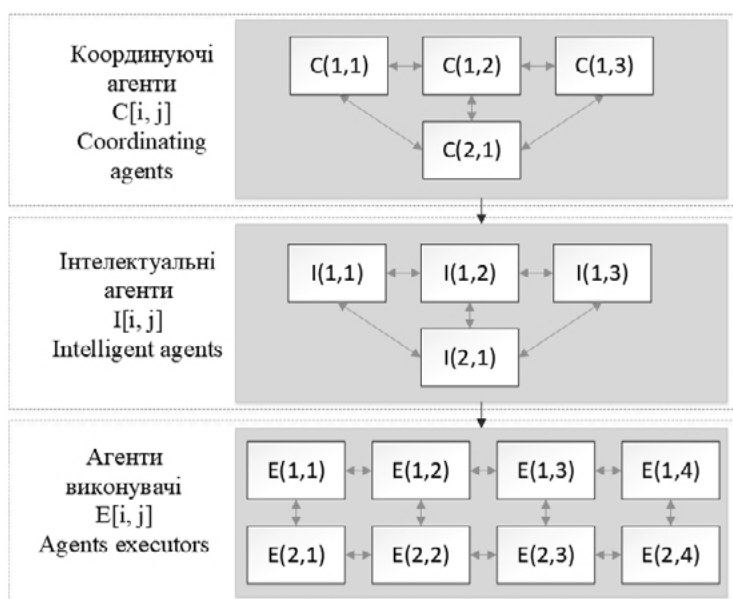 Координуючі
агенти
C[i, j]
Coordinating
agents
C(1,1)
C(1,2)
C(1,3)
C(2,1)
Інтелектуальні
агенти
I[i, j]
Intelligent agents
I(1,1)
I(1,2)
I(1,3)
I(2,1)
Агенти
виконувачі
E[i, j]
Agents executors
E(1,1)
E(1,2)
E(1,3)
E(1,4)
E(2,1)
E(2,2)
E(2,3)
E(2,4)